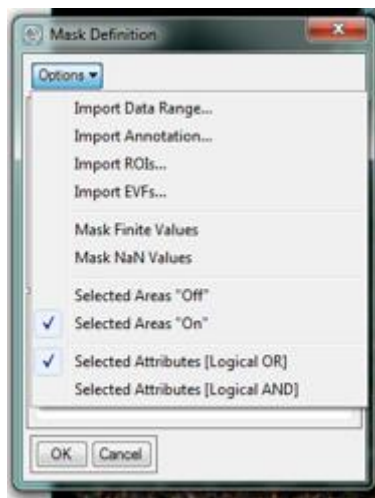 Mask Definition
Options
Import Data Range...
Import Annotation...
Import ROIs...
Import EVFs...
Mask Finite Values
Mask NaN Values
Selected Areas "Off"
Selected Areas "On"
Selected Attributes [Logical OR]
Selected Attributes [Logical AND]
OK Cancel